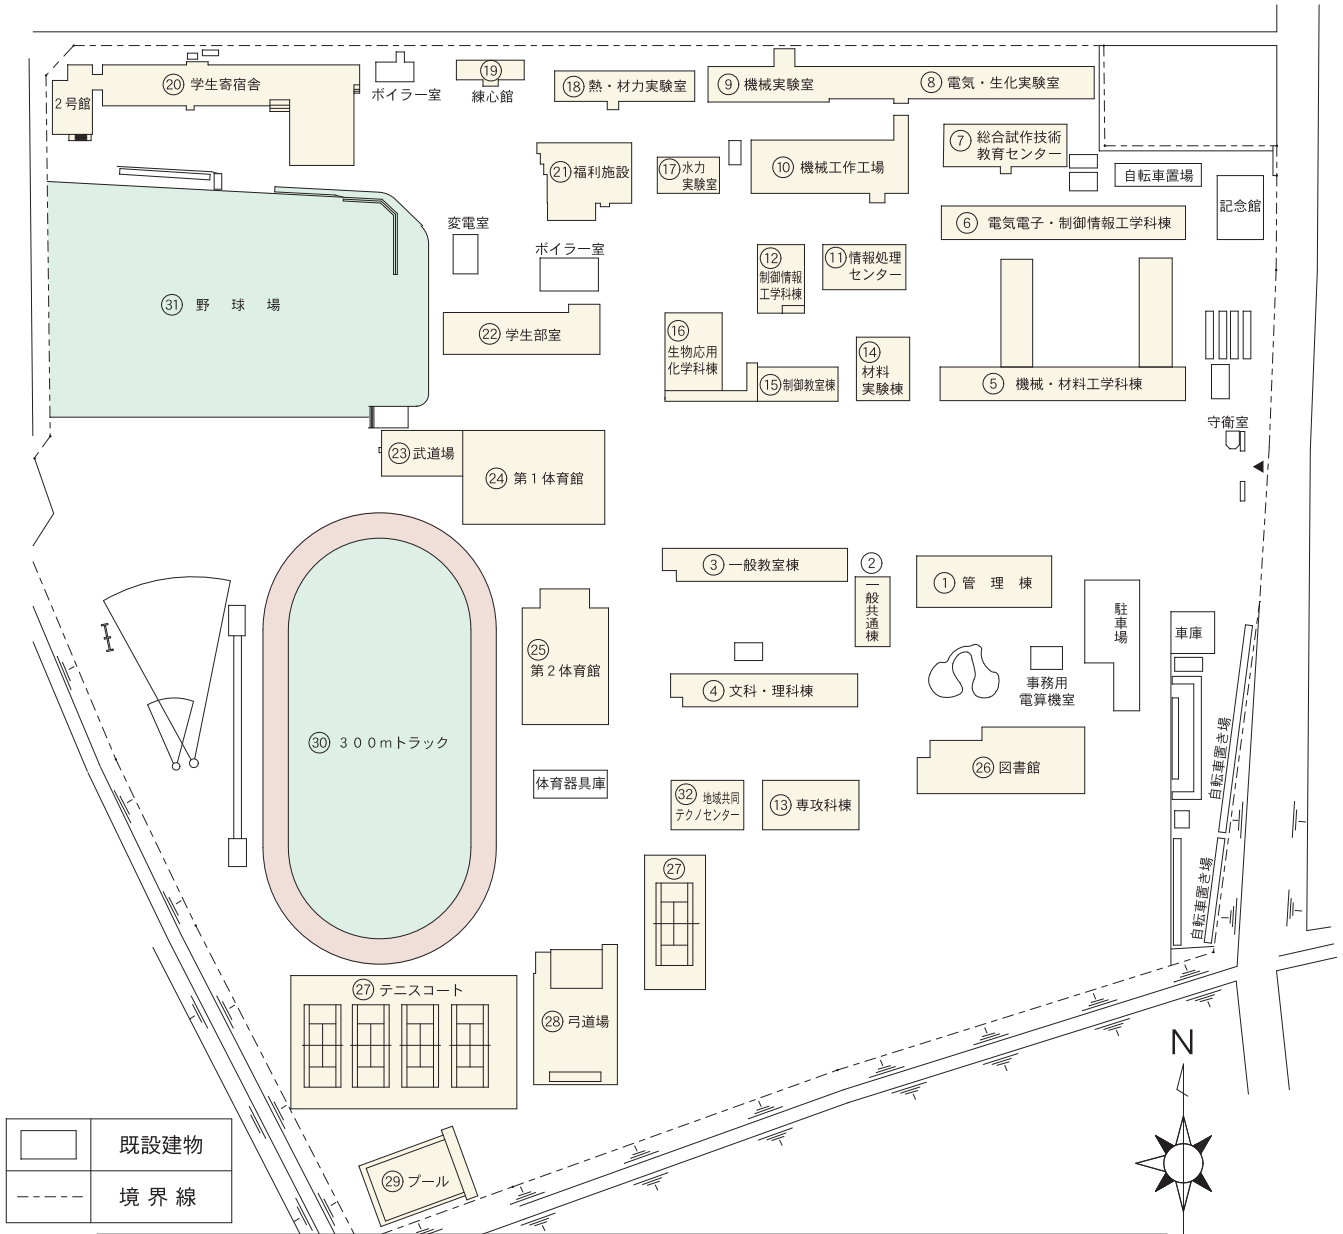 ⑳ 学生寄宿舎
2号館
ボイラー室
⑲
練心館
⑱ 熱・材力実験室
⑨ 機械実験室
⑧ 電気・生化実験室
⑦ 総合試作技術
教育センター
㉑ 福利施設
⑰ 水力
実験室
⑩ 機械工作工場
自転車置場
記念館
⑥ 電気電子・制御情報工学科棟
変電室
ボイラー室
⑫
制御情報
工学科棟
⑪ 情報処理
センター
㉛ 野球場
㉒ 学生部室
⑯
生物応用
化学科棟
⑮ 制御教室棟
⑭
材料
実験棟
⑤ 機械・材料工学科棟
守衛室
㉓ 武道場
㉔ 第1体育館
③ 一般教室棟
②
一般共通棟
① 管理棟
駐車場
車庫
㉕
第2体育館
④ 文科・理科棟
事務用
電算機室
㉚ 300mトラック
㉖ 図書館
自転車置き場
体育器具庫
㉜ 地域共同
テクノセンター
⑬ 専攻科棟
自転車置き場
㉗
㉗ テニスコート
㉘ 弓道場
N
既設建物
境界線
㉙ プール